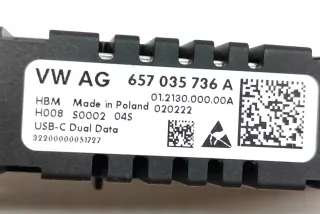 VW AG 657 035 736 A
HBM Made in Poland 01.2130.000.00A
H008 S0002 04S 020222
USB-C Dual Data
32200000051727